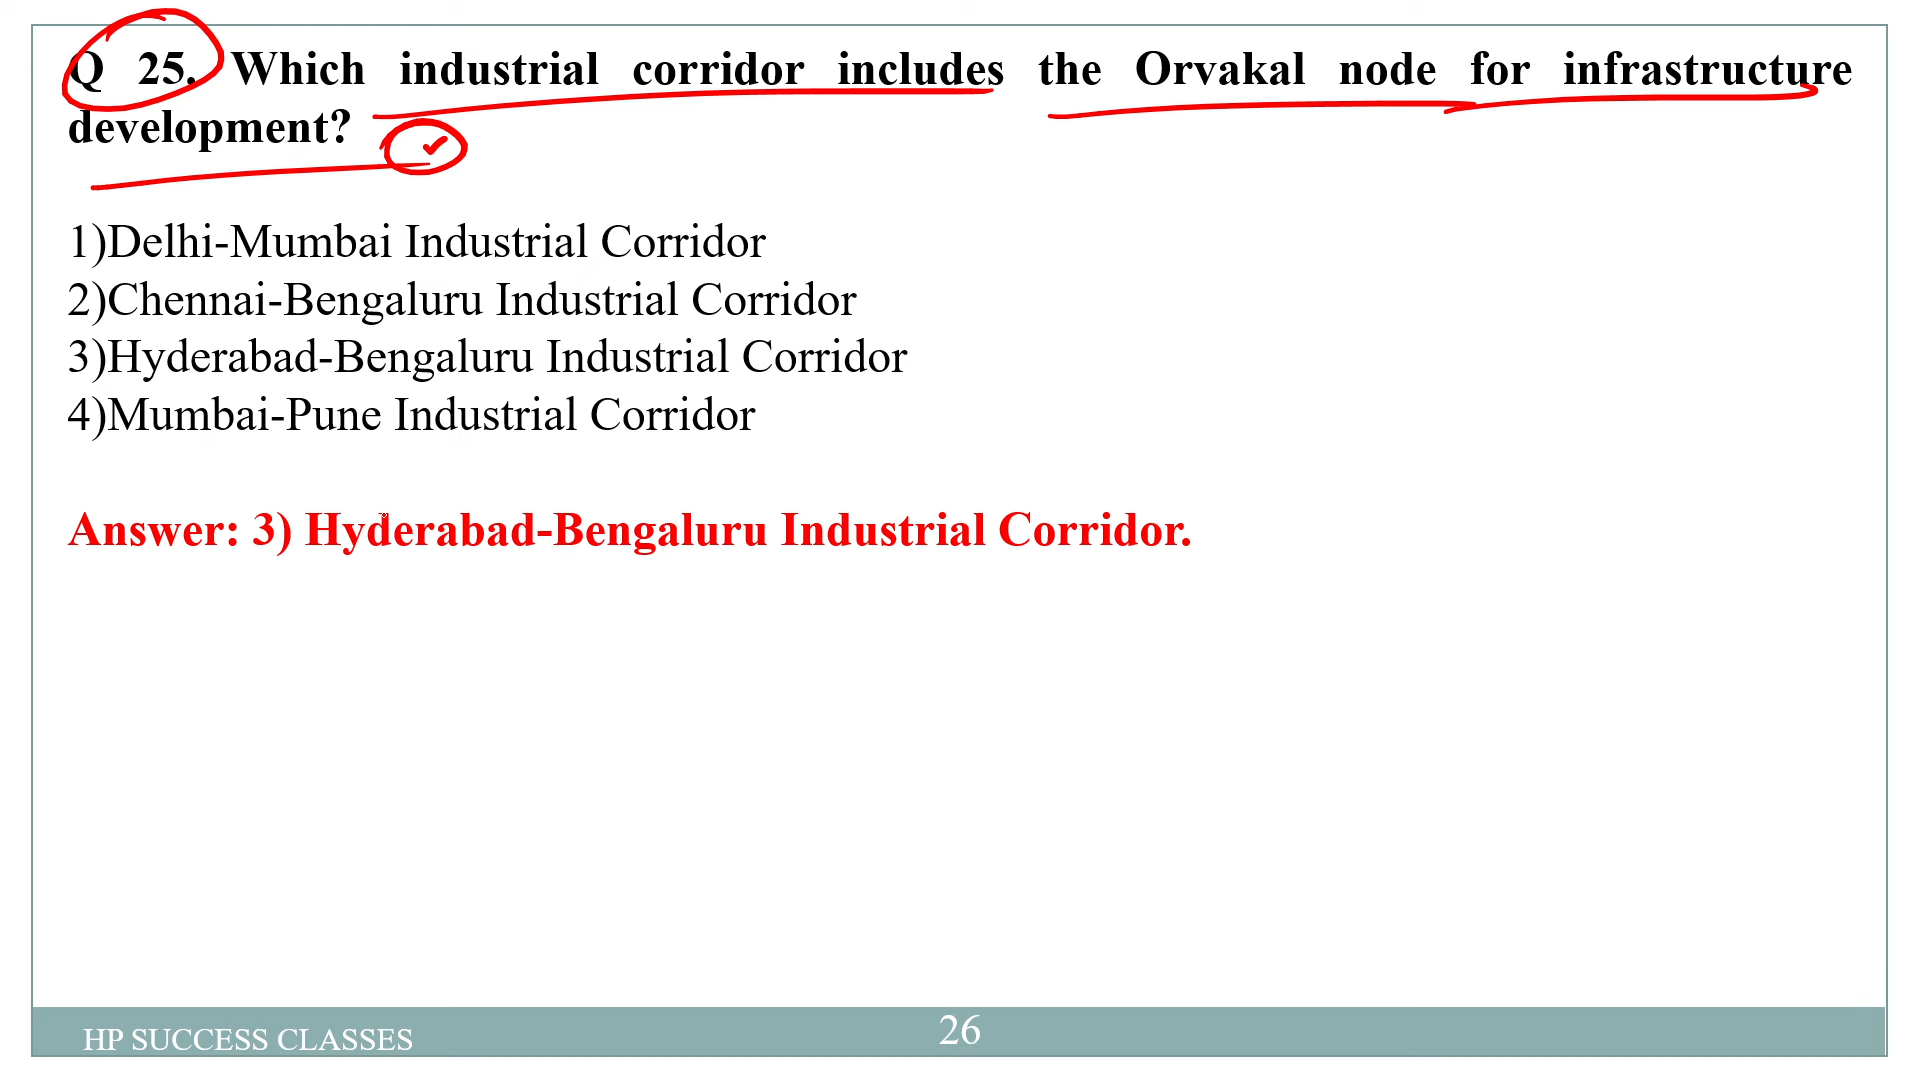 Q 25. Which industrial corridor includes the Orvakal node for infrastructure
development?
1)Delhi-Mumbai Industrial Corridor
2)Chennai-Bengaluru Industrial Corridor
3)Hyderabad-Bengaluru Industrial Corridor
4)Mumbai-Pune Industrial Corridor
Answer: 3) Hyderabad-Bengaluru Industrial Corridor.
HP SUCCESS CLASSES
26